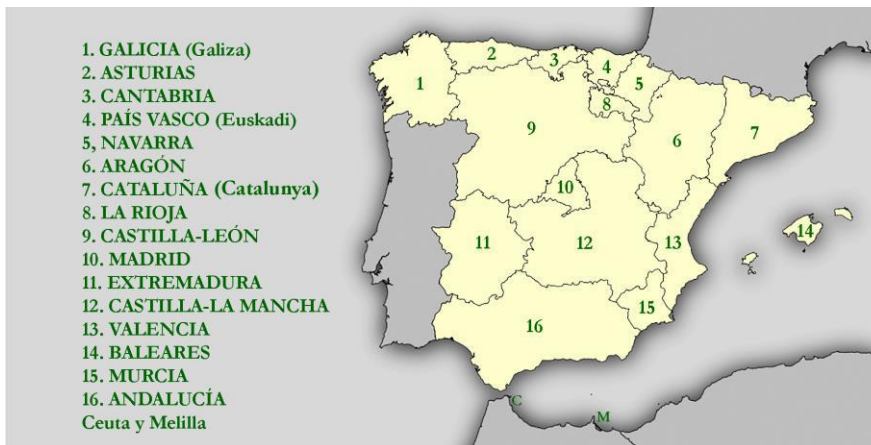 1. GALICIA (Galiza)
2. ASTURIAS
3. CANTABRIA
4. PAÍS VASCO (Euskadi)
5, NAVARRA
6. ARAGÓN
7. CATALUÑA (Catalunya)
8. LA RIOJA
9. CASTILLA-LEÓN
10. MADRID
11. EXTREMADURA
12. CASTILLA-LA MANCHA
13. VALENCIA
14. BALEARES
15. MURCIA
16. ANDALUCÍA
Ceuta y Melilla
1
2
3
4
5
8
9
6
7
10
11
12
13
14
15
16
C
M